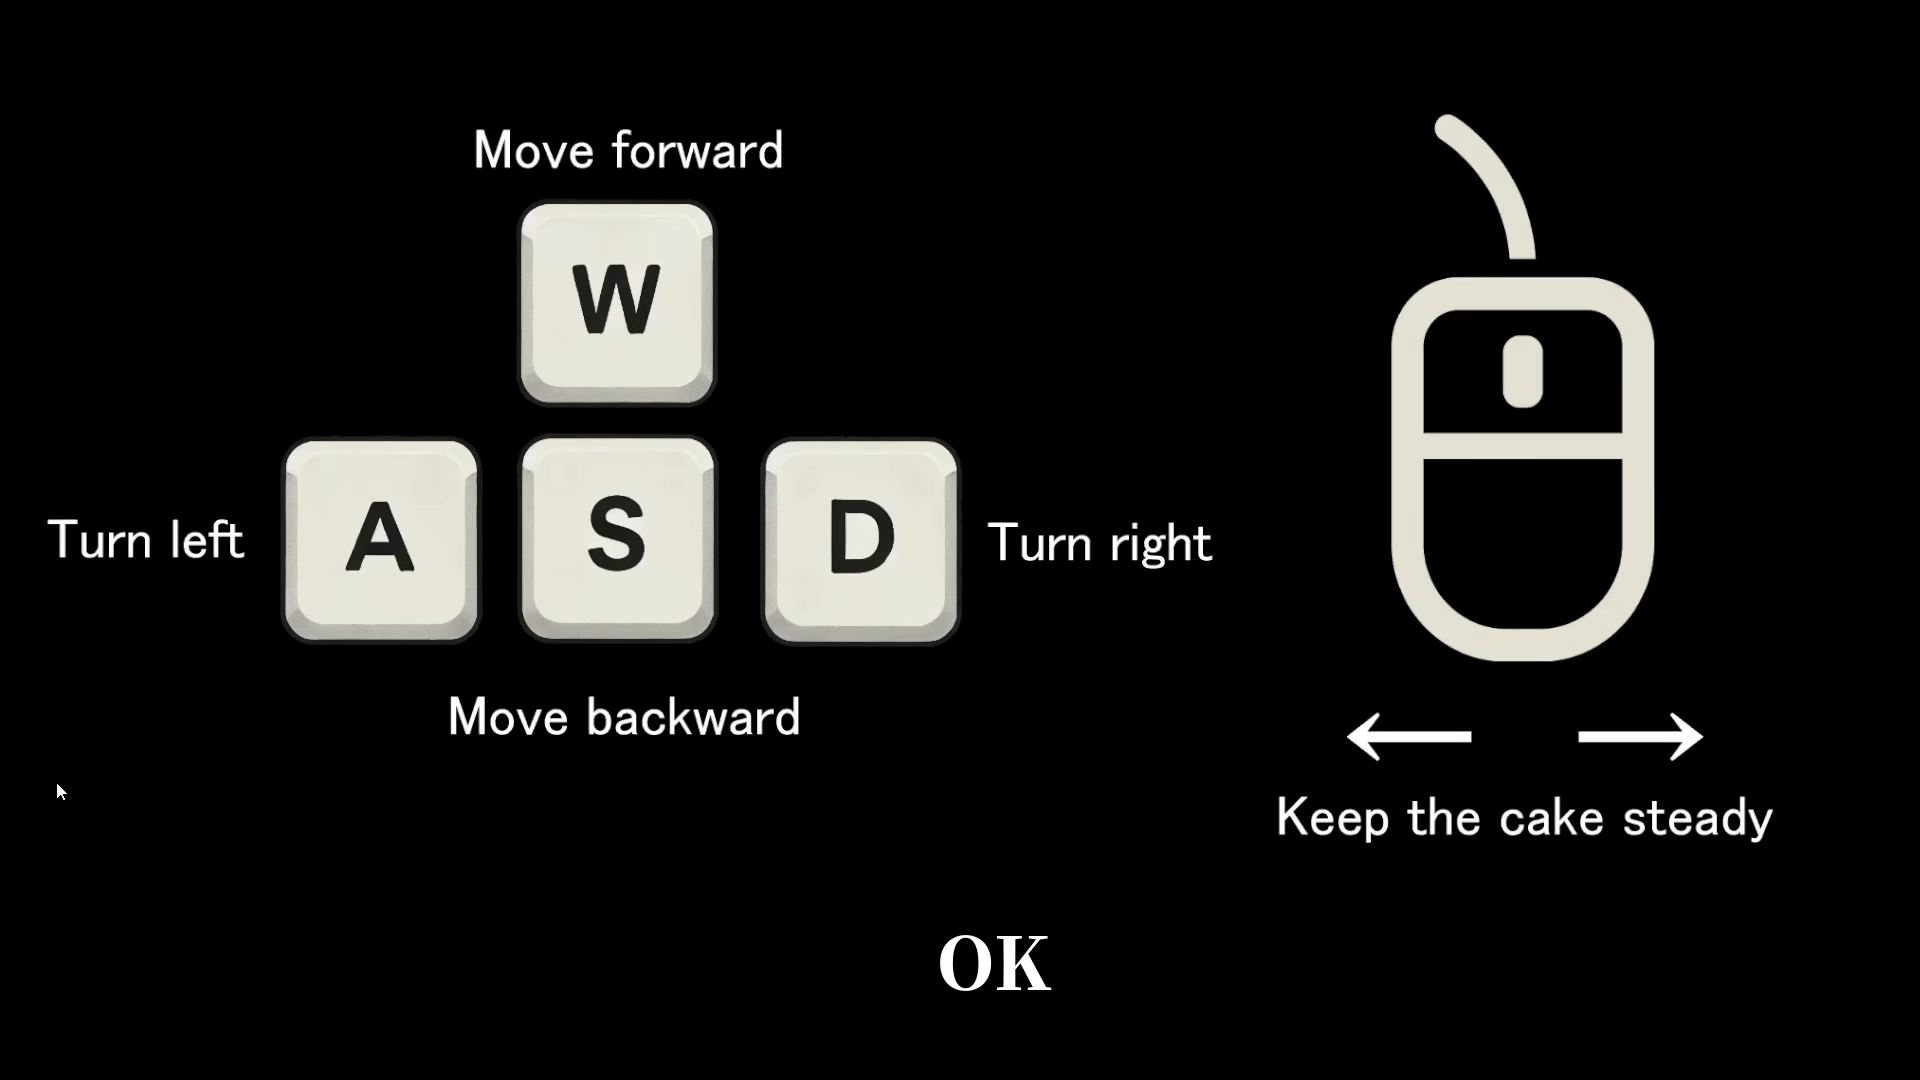 Move forward
W
Turn left
A
S
D
Turn right
Move backward
Keep the cake steady
OK